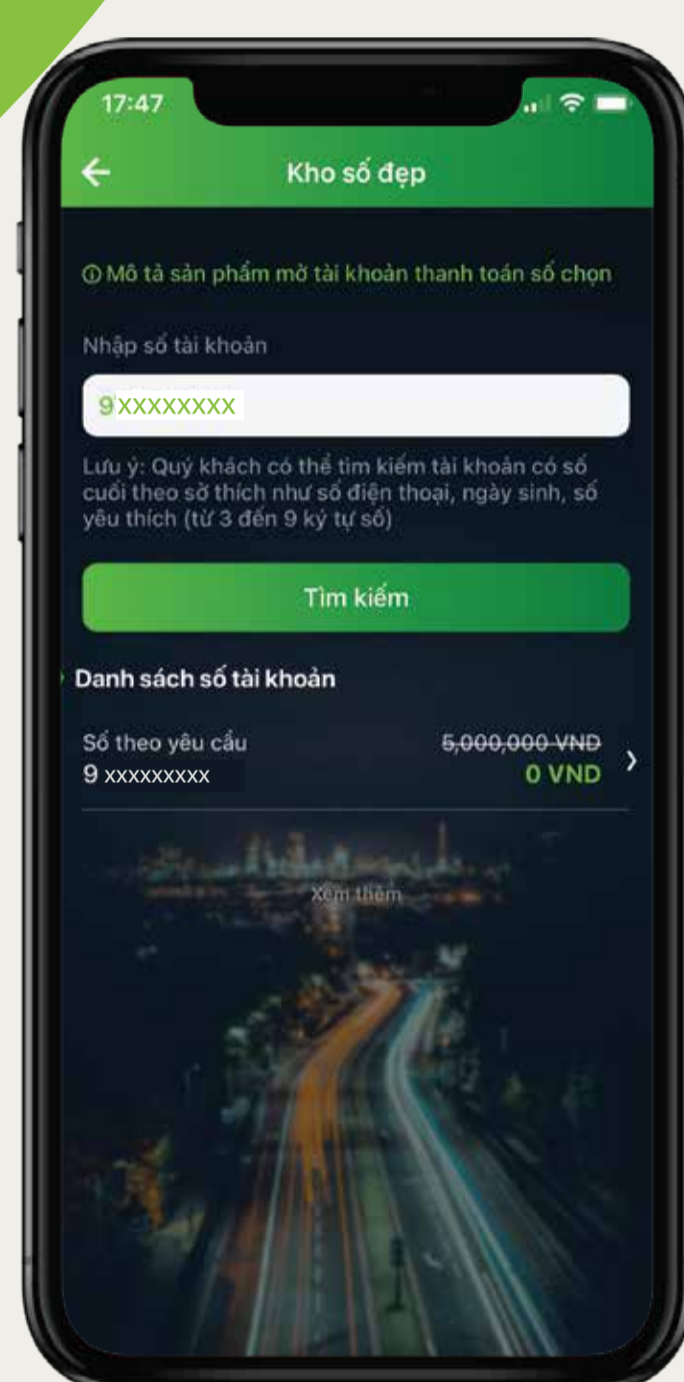 17:47
Kho số đẹp
Mô tả sản phẩm mở tài khoản thanh toán số chọn
Nhập số tài khoản
9XXXXXXXX
Lưu ý: Quý khách có thể tìm kiếm tài khoản có số
cuối theo sở thích như số điện thoại, ngày sinh, số
yêu thích (từ 3 đến 9 ký tự số)
Tìm kiếm
Danh sách số tài khoản
Số theo yêu cầu
5,000,000 VND
9 xxxxxxxxx
0 VND
Xem thêm